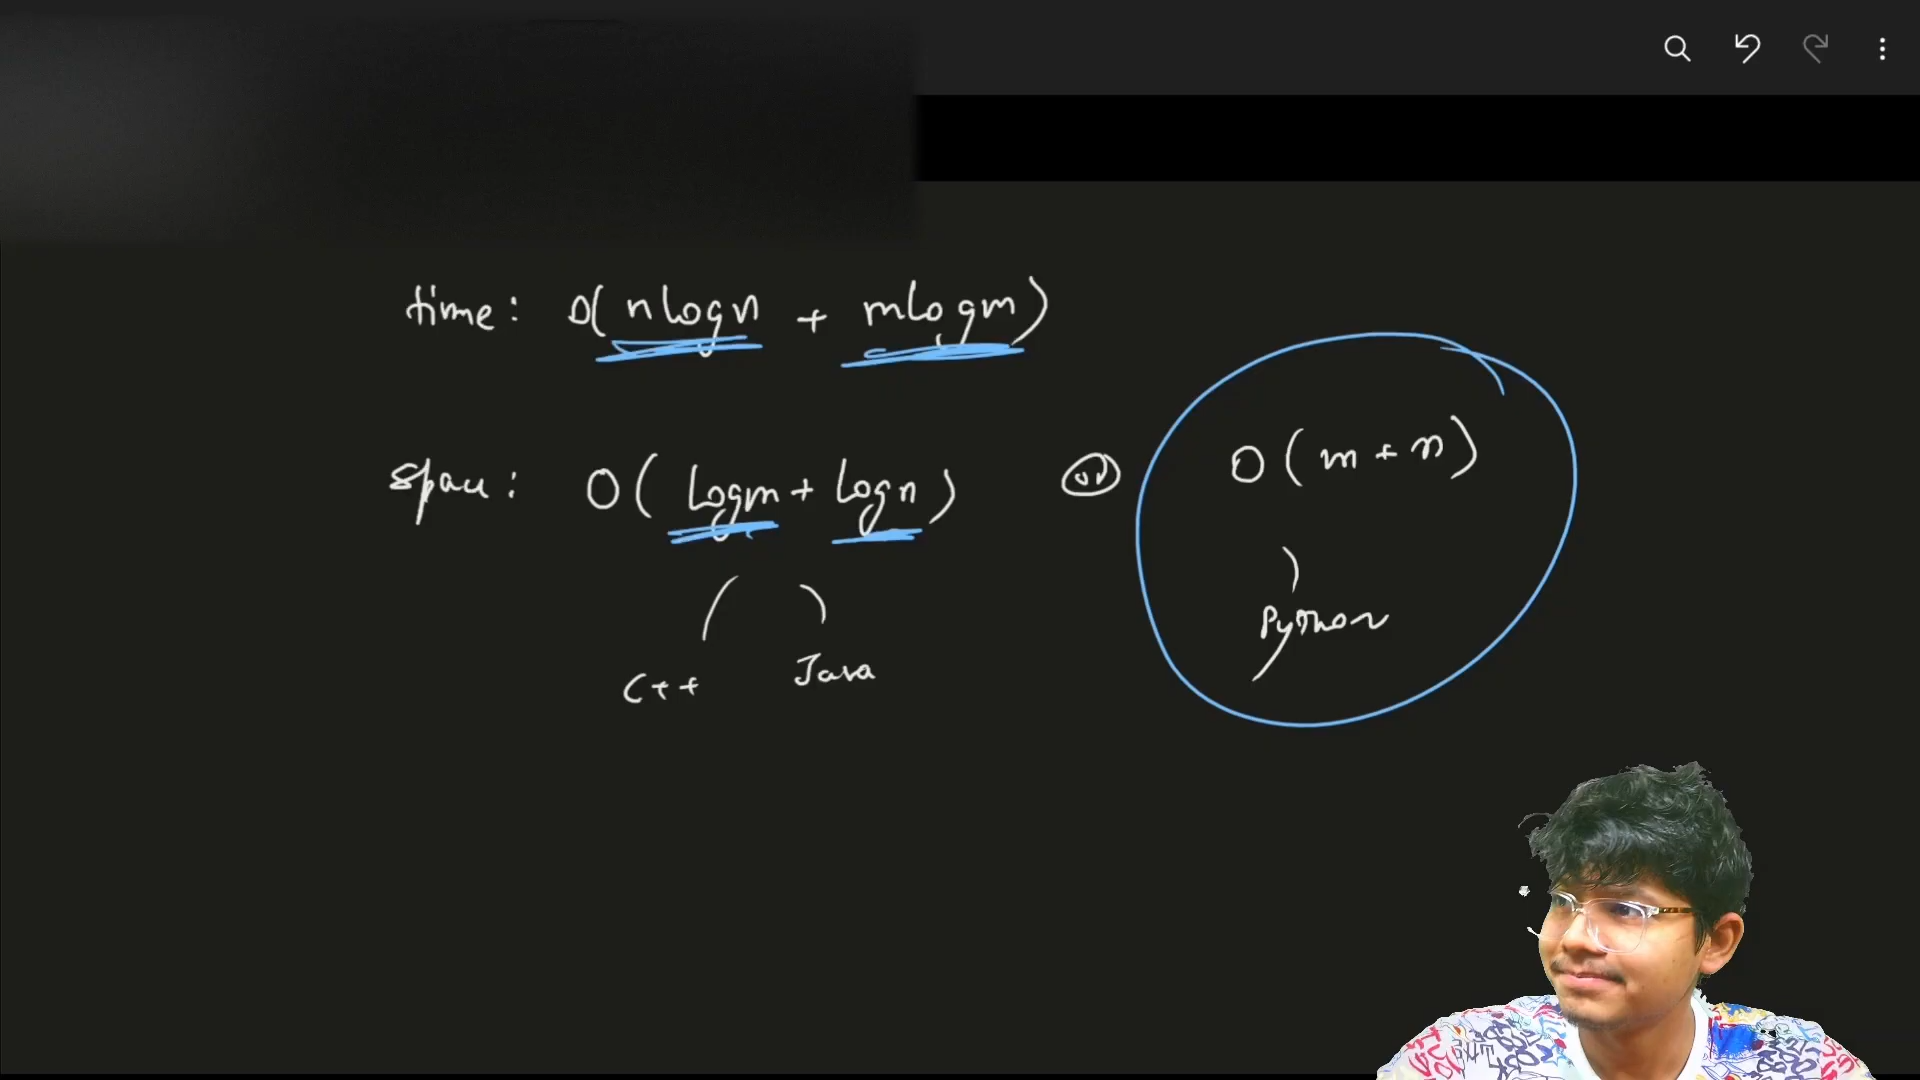 time: O(nlogn + mlogm)
space: O(logm + logn) or O(m+n)
C++ Java Python